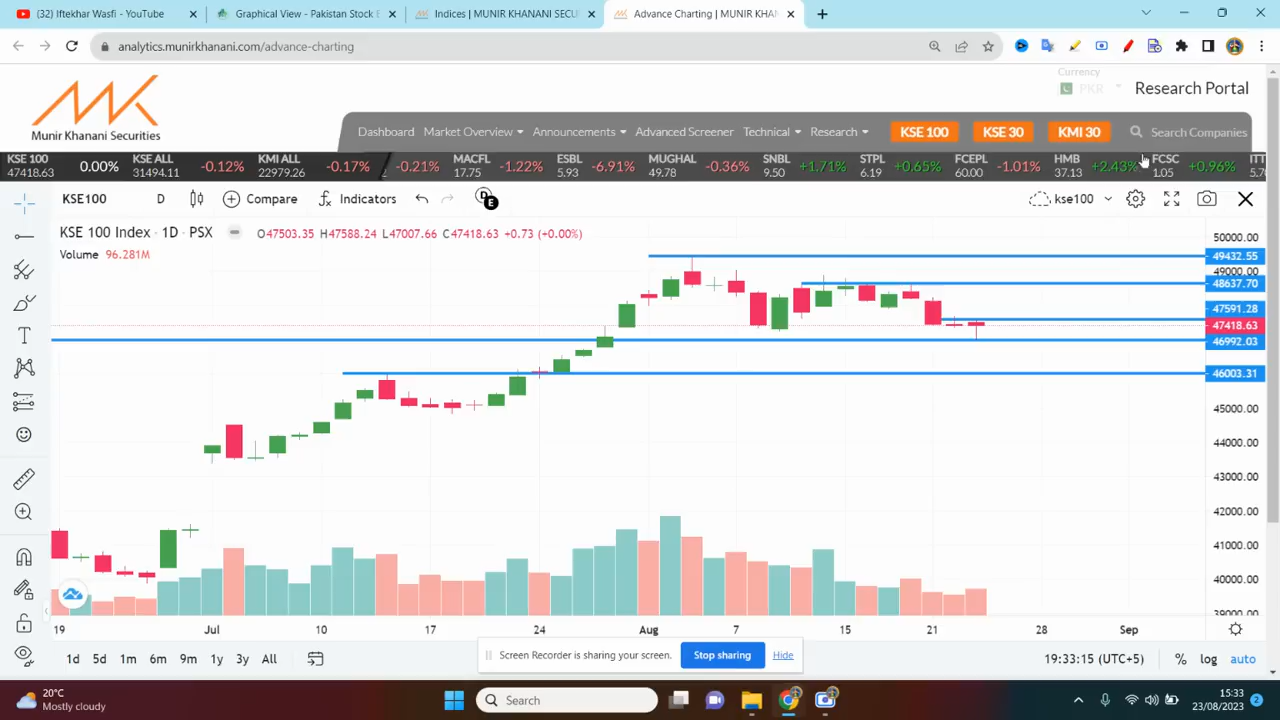 (32) Iftekhar Wasfi - YouTube
Graphical View - Pakistan Stock E
Indices | MUNIR KHANANI SECU
Advance Charting | MUNIR KHAN
analytics.munirkhanani.com/advance-charting
Currency
PKR
Research Portal
Munir Khanani Securities
Dashboard Market Overview Announcements Advanced Screener Technical Research KSE 100 KSE 30 KMI 30 Search Companies
KSE 100 47418.63 0.00% KSE ALL 31494.11 -0.12% KMI ALL 22979.26 -0.17% -0.21% MACFL 17.75 -1.22% ESBL 5.93 -6.91% MUGHAL 49.78 -0.36% SNBL 9.50 +1.71% STPL 6.19 +0.65% FCEPL 60.00 -1.01% HMB 37.13 +2.43% FCSC 1.05 +0.96% ITT 5.7
KSE100 D Compare Indicators D E kse100
KSE 100 Index · 1D · PSX O47503.35 H47588.24 L47007.66 C47418.63 +0.73 (+0.00%)
Volume 96.281M
50000.00
49432.55
49000.00
48637.70
47591.28
47418.63
46992.03
46003.31
45000.00
44000.00
43000.00
42000.00
41000.00
40000.00
39000.00
19 Jul 10 17 24 Aug 7 15 21 28 Sep
Screen Recorder is sharing your screen. Stop sharing Hide
1d 5d 1m 6m 9m 1y 3y All
19:33:15 (UTC+5) % log auto
20°C
Mostly cloudy
Search
15:33
23/08/2023
2